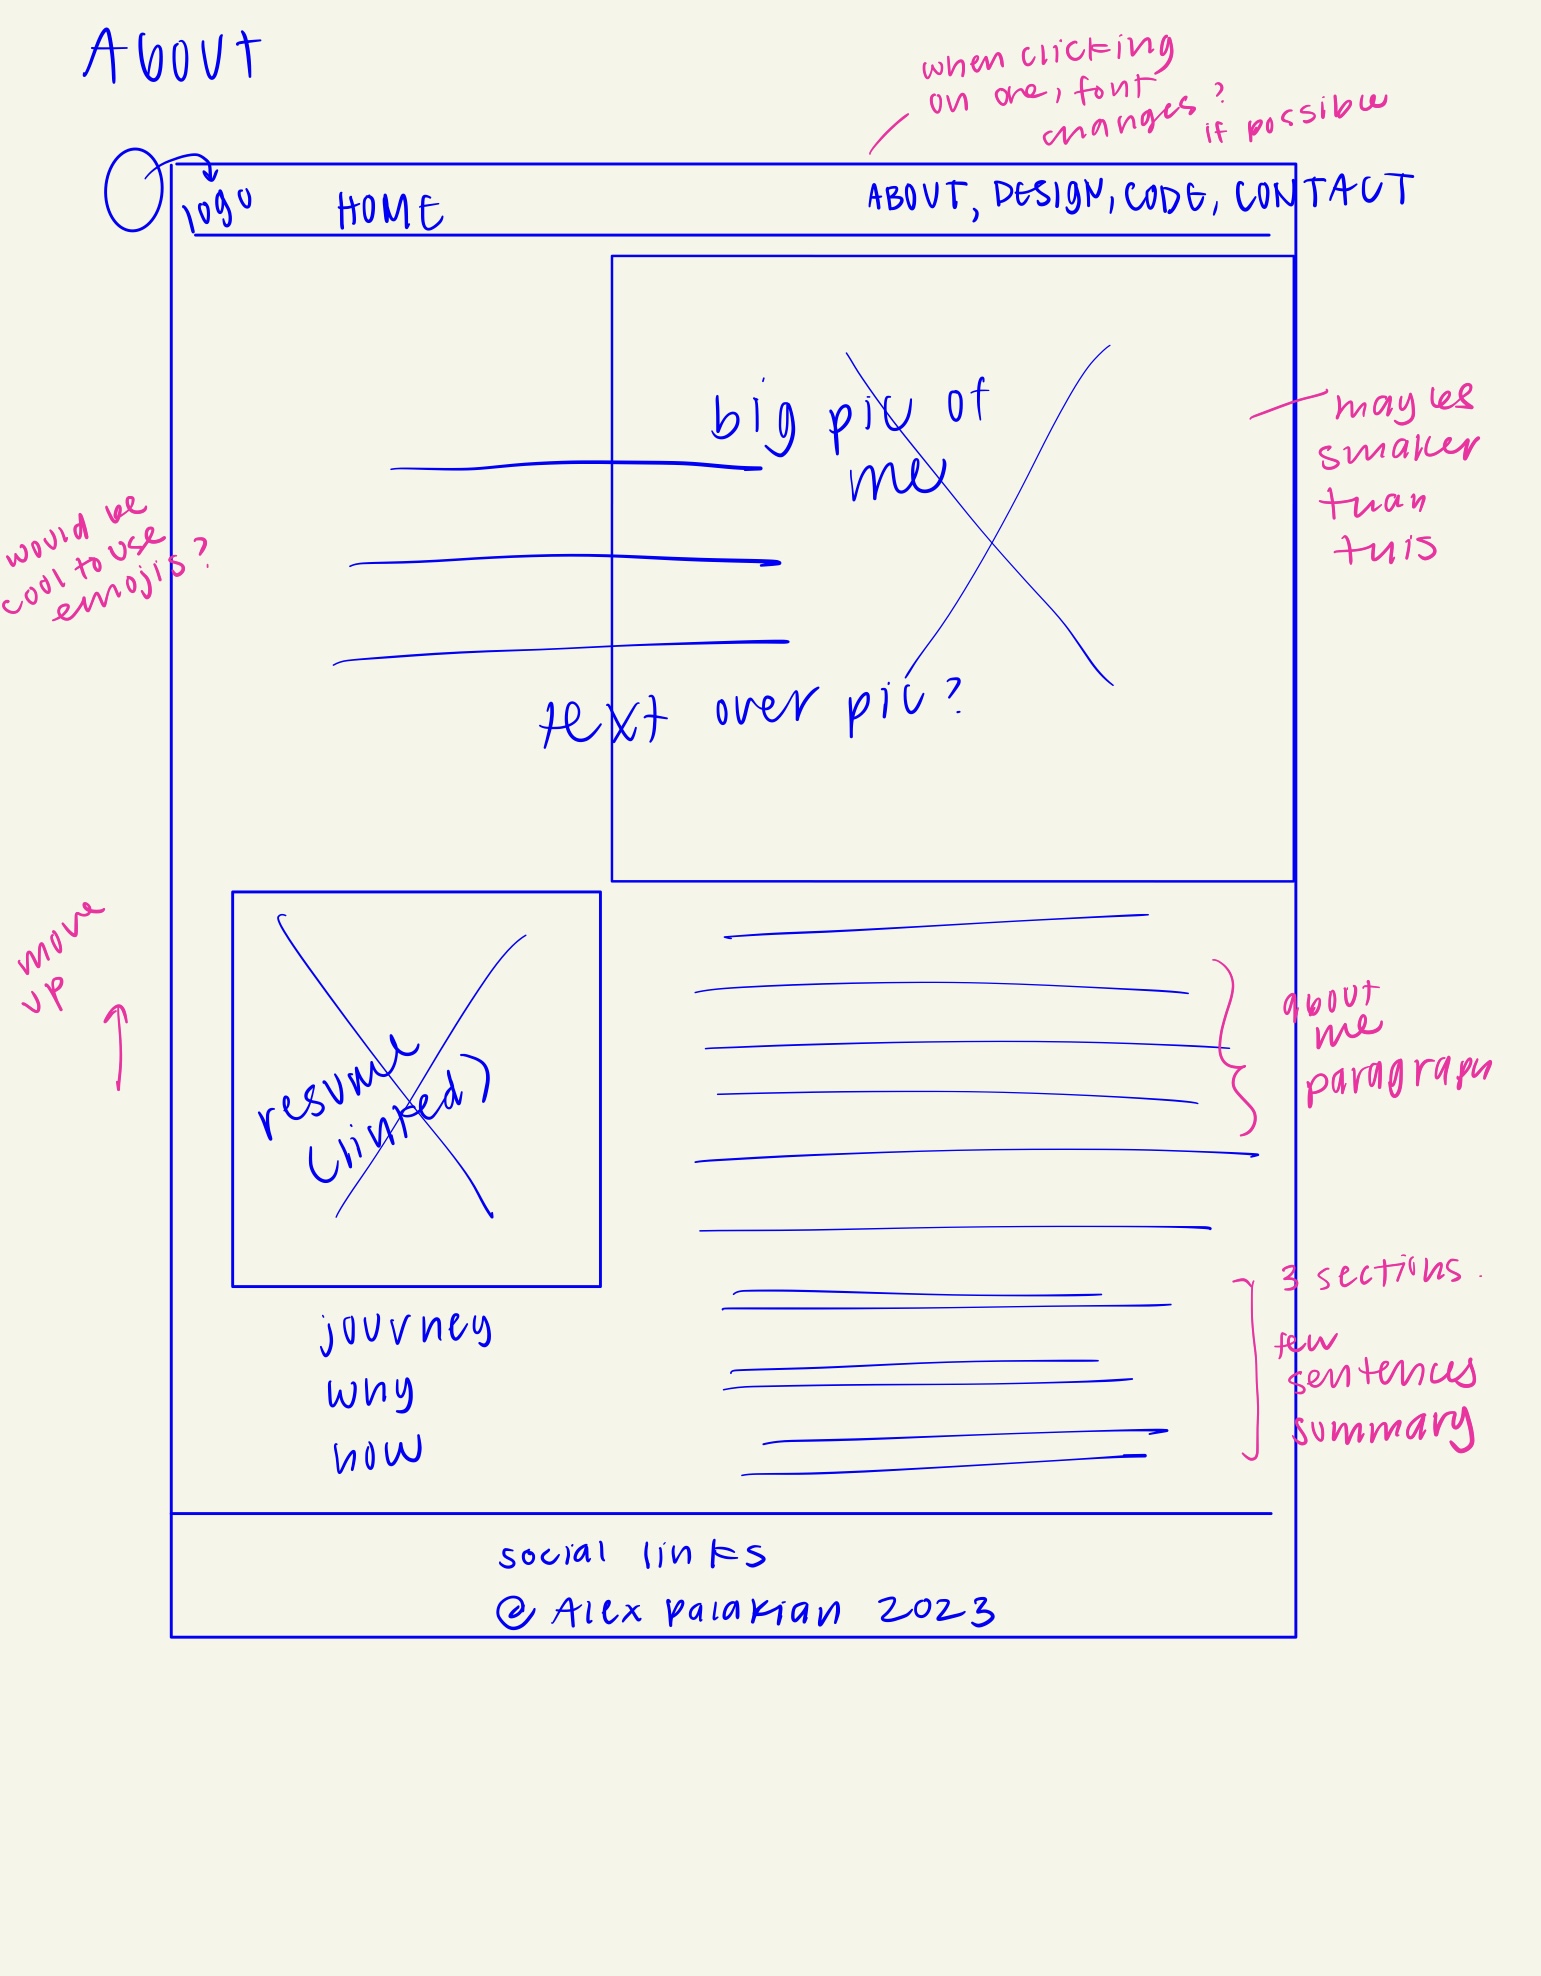 ABOUT
when clicking
on one, font
changes?
if possible
logo HOME ABOUT, DESIGN, CODE, CONTACT
big pic of
me
maybe
smaller
than
this
would be
cool to use
emojis?
text over pic?
move
up
resume
(linked)
about
me
paragraph
3 sections.
few
sentences
summary
journey
why
how
social links
@ Alex Palakian 2023